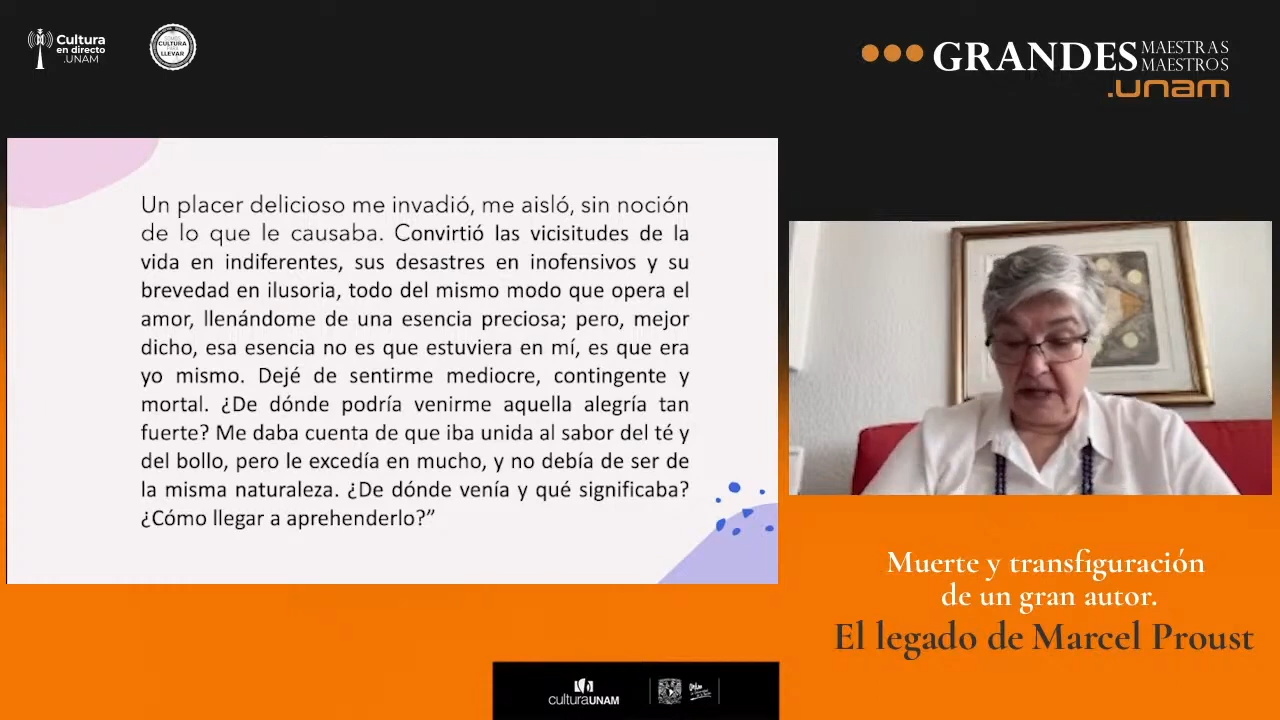 Cultura
en directo
.UNAM
SOMOS
CULTURA
PARA
LLEVAR
GRANDES MAESTRAS
MAESTROS
.unam
Un placer delicioso me invadió, me aisló, sin noción
de lo que le causaba. Convirtió las vicisitudes de la
vida en indiferentes, sus desastres en inofensivos y su
brevedad en ilusoria, todo del mismo modo que opera el
amor, llenándome de una esencia preciosa; pero, mejor
dicho, esa esencia no es que estuviera en mí, es que era
yo mismo. Dejé de sentirme mediocre, contingente y
mortal. ¿De dónde podría venirme aquella alegría tan
fuerte? Me daba cuenta de que iba unida al sabor del té y
del bollo, pero le excedía en mucho, y no debía de ser de
la misma naturaleza. ¿De dónde venía y qué significaba?
¿Cómo llegar a aprehenderlo?”
Muerte y transfiguración
de un gran autor.
El legado de Marcel Proust
culturaUNAM